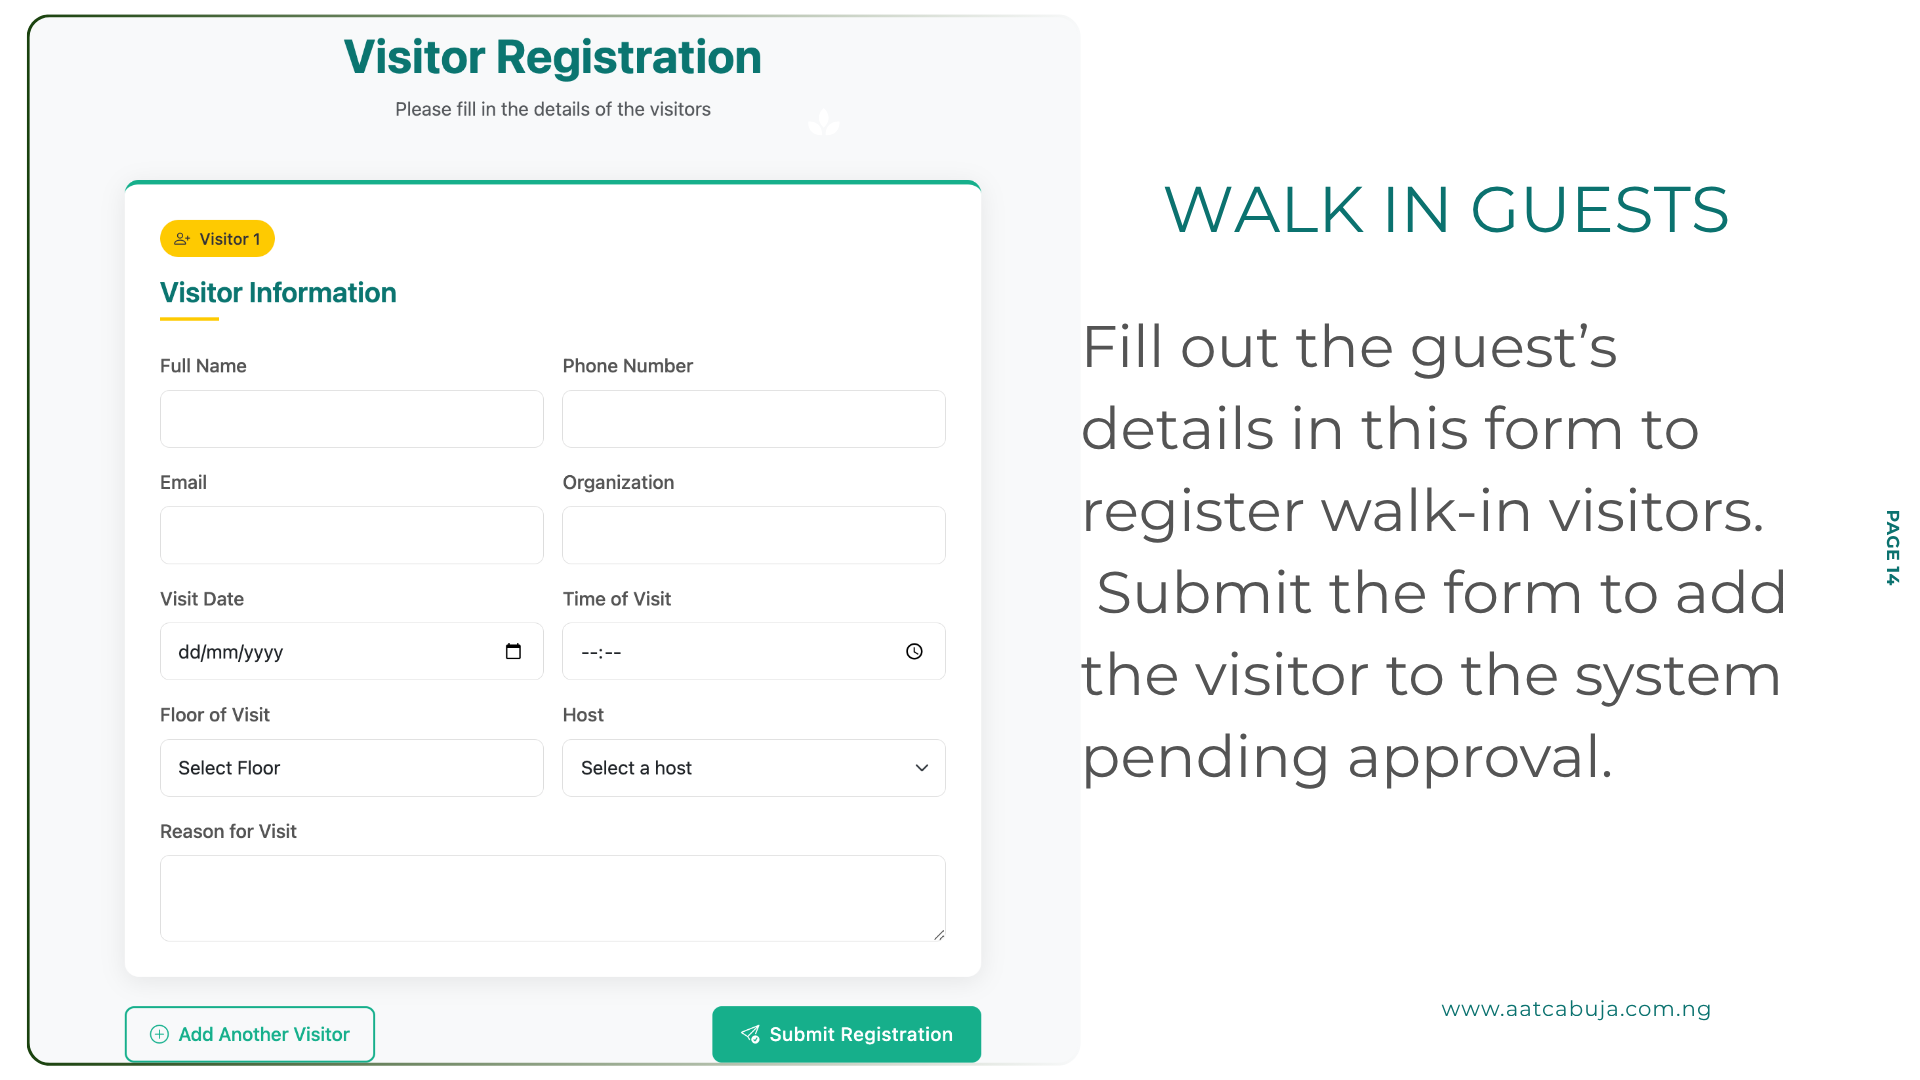 Visitor Registration
Please fill in the details of the visitors
Visitor 1
Visitor Information
Full Name
Phone Number
Email
Organization
Visit Date
Time of Visit
dd/mm/yyyy
--:--
Floor of Visit
Host
Select Floor
Select a host
Reason for Visit
Add Another Visitor
Submit Registration
WALK IN GUESTS
Fill out the guest’s
details in this form to
register walk-in visitors.
Submit the form to add
the visitor to the system
pending approval.
PAGE 14
www.aatcabuja.com.ng